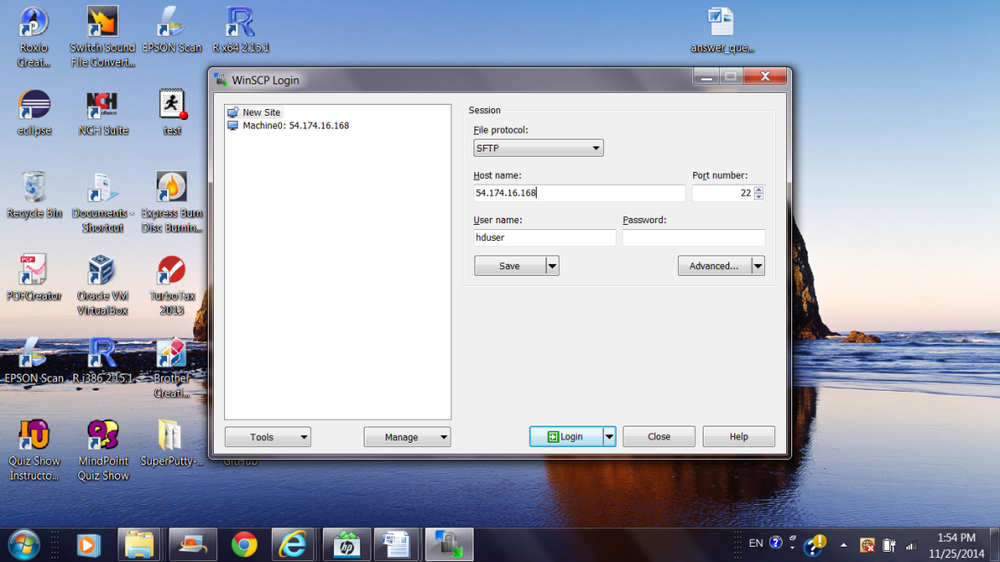 Roxio
Creat...
Switch Sound
File Convert...
EPSON Scan
R x64 2.15.1
answer_que...
eclipse
NCH
Software
NCH Suite
test
Recycle Bin
Documents -
Shortcut
Express Burn
Disc Burnin...
PDF
PDFCreator
Oracle VM
VirtualBox
TurboTax
2013
EPSON Scan
R i386 2.15.1
Brother
Creati...
Quiz Show
Instructo...
MindPoint
Quiz Show
SuperPutty-...
GitHub
WinSCP Login
New Site
Machine0: 54.174.16.168
Session
File protocol:
SFTP
Host name:
Port number:
54.174.16.168
22
User name:
Password:
hduser
Save
Advanced...
Tools
Manage
Login
Close
Help
hp
EN
1:54 PM
11/25/2014